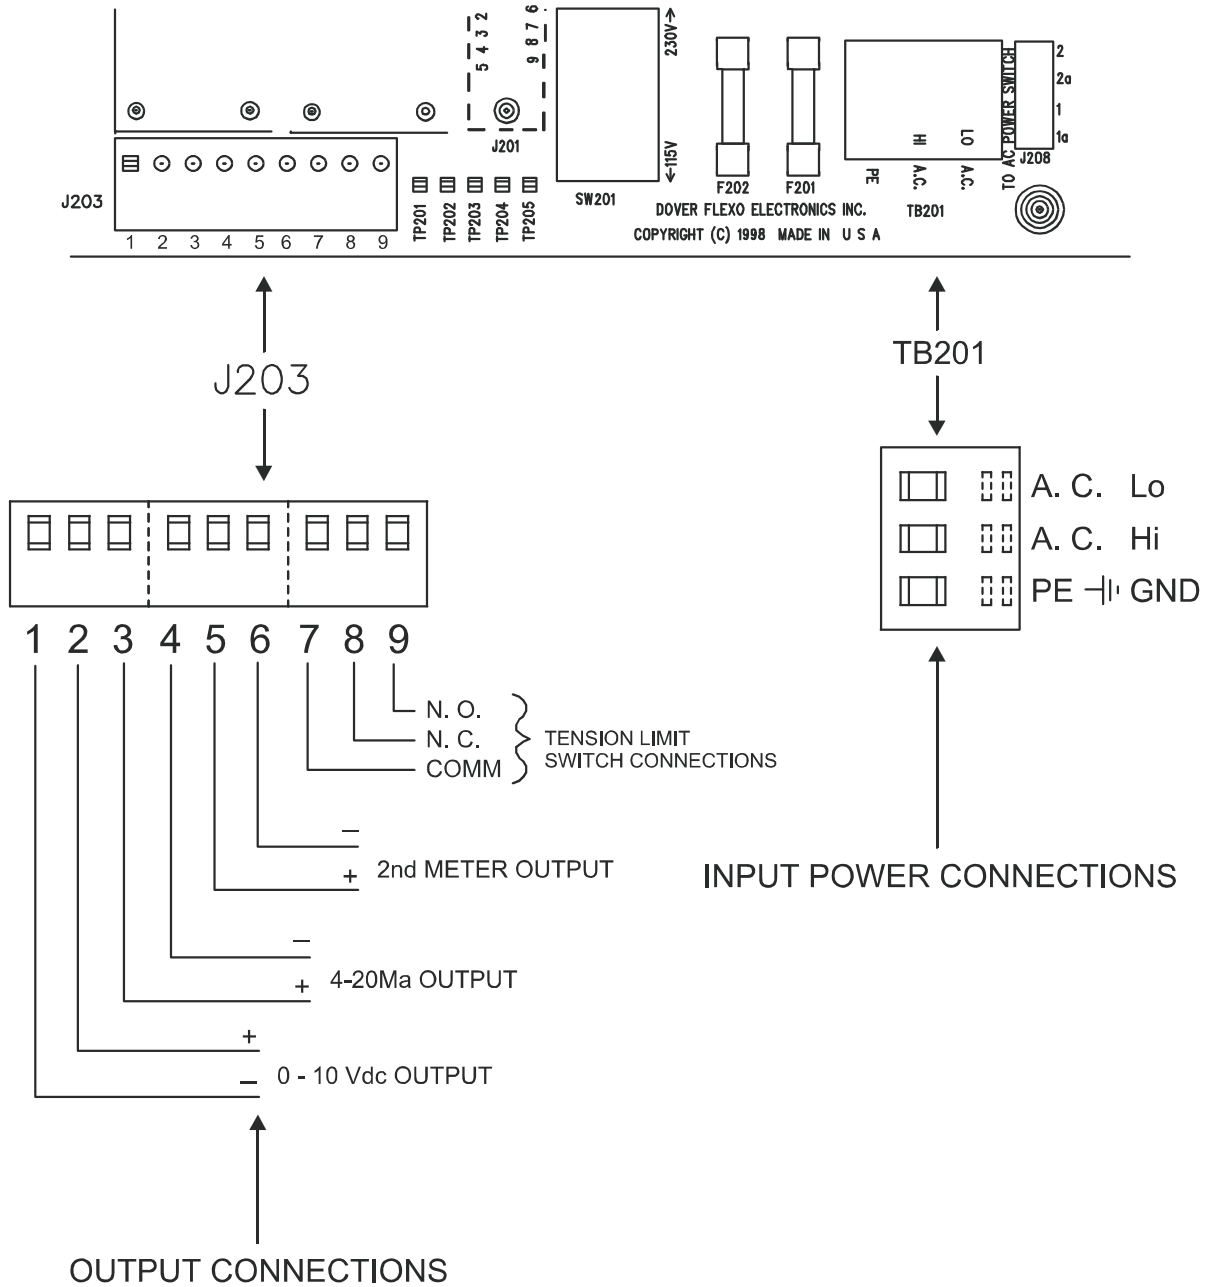 5 4 3 2
9 8 7 6
J201
230V→
←115V
SW201
F202
F201
PE
A.C. HI
A.C. LO
TB201
TO AC POWER SWITCH
2
2a
1
1a
J208
J203
1 2 3 4 5 6 7 8 9
TP201
TP202
TP203
TP204
TP205
DOVER FLEXO ELECTRONICS INC.
COPYRIGHT (C) 1998 MADE IN U S A
J203
TB201
A. C. Lo
A. C. Hi
PE GND
1 2 3 4 5 6 7 8 9
N. O.
N. C.
COMM
TENSION LIMIT
SWITCH CONNECTIONS
–
+
2nd METER OUTPUT
INPUT POWER CONNECTIONS
–
+
4-20Ma OUTPUT
+
–
0 - 10 Vdc OUTPUT
OUTPUT CONNECTIONS